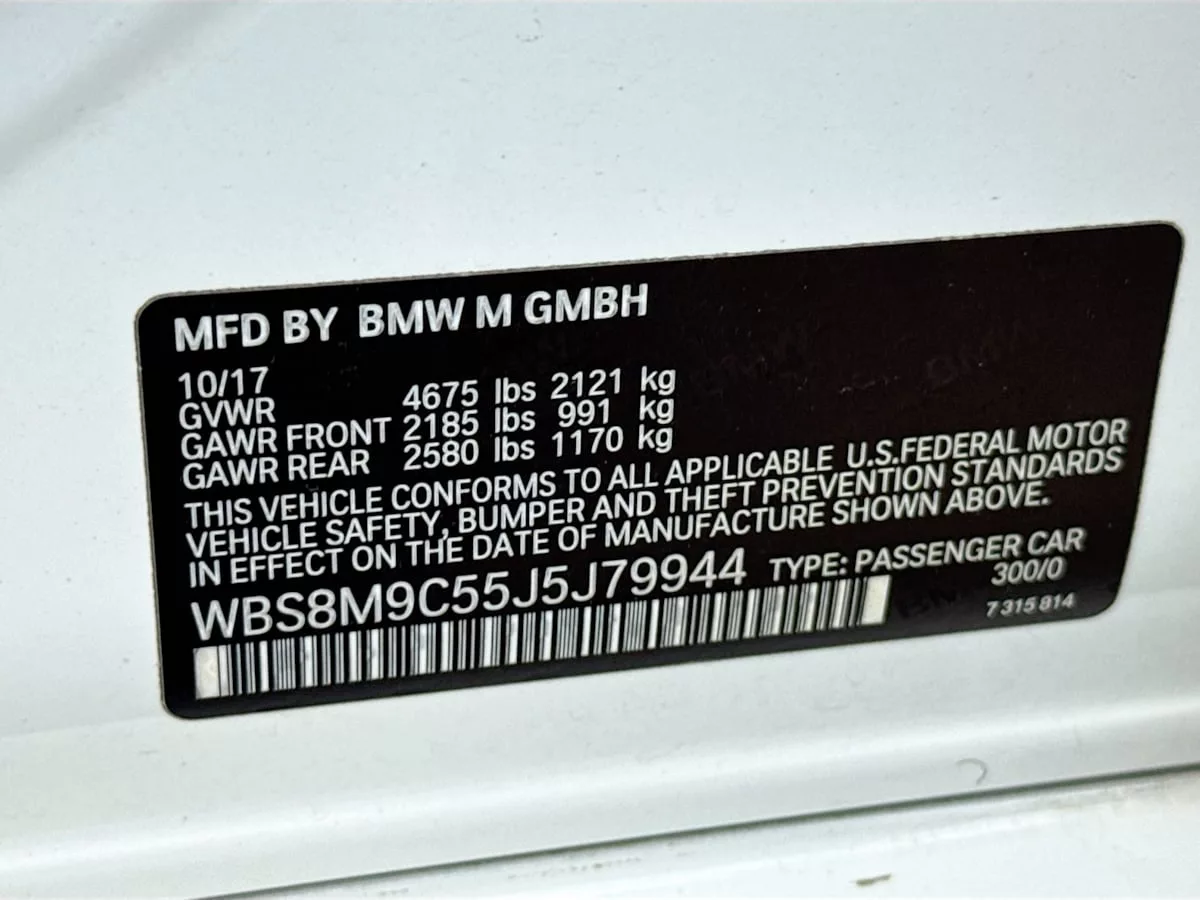 MFD BY BMW M GMBH
10/17
GVWR 4675 lbs 2121 kg
GAWR FRONT 2185 lbs 991 kg
GAWR REAR 2580 lbs 1170 kg
THIS VEHICLE CONFORMS TO ALL APPLICABLE U.S.FEDERAL MOTOR
VEHICLE SAFETY, BUMPER AND THEFT PREVENTION STANDARDS
IN EFFECT ON THE DATE OF MANUFACTURE SHOWN ABOVE.
WBS8M9C55J5J79944 TYPE: PASSENGER CAR
300/0
7 315 814